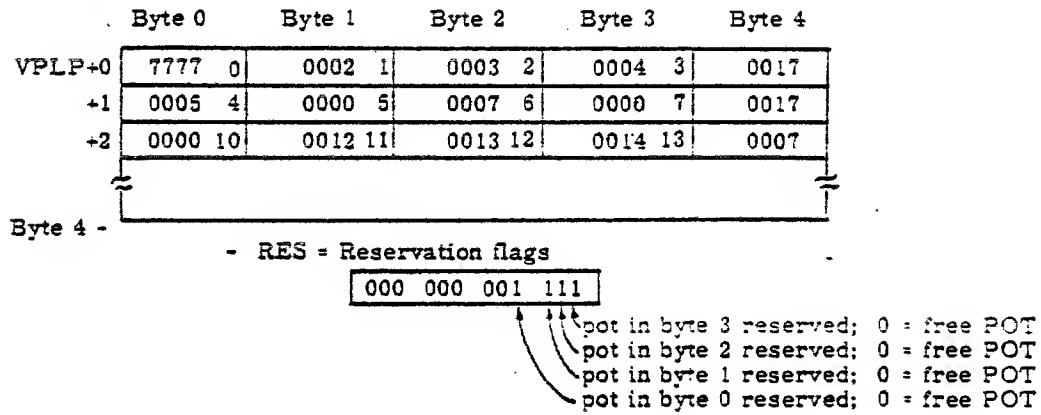 Byte 0 Byte 1 Byte 2 Byte 3 Byte 4
VPLP+0 7777 0 0002 1 0003 2 0004 3 0017
+1 0005 4 0000 5 0007 6 0000 7 0017
+2 0000 10 0012 11 0013 12 0014 13 0007
Byte 4 -
- RES = Reservation flags
000 000 001 111
pot in byte 3 reserved; 0 = free POT
pot in byte 2 reserved; 0 = free POT
pot in byte 1 reserved; 0 = free POT
pot in byte 0 reserved; 0 = free POT